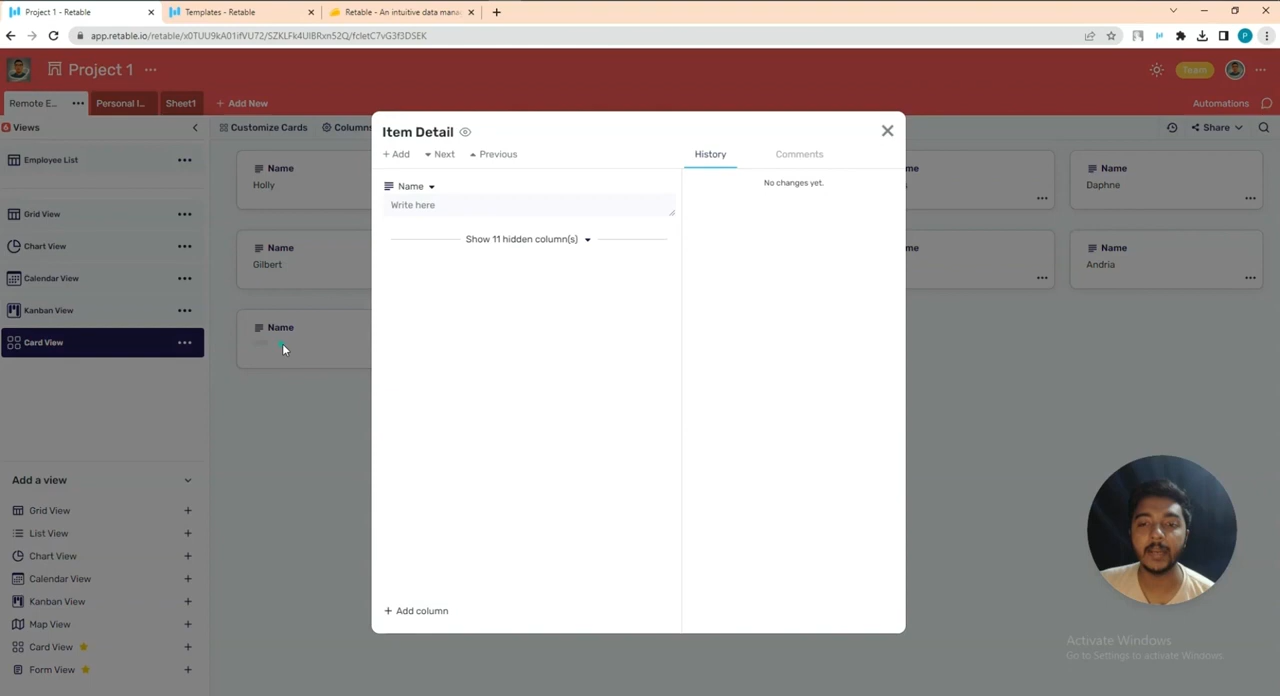 Project 1 - Retable
Templates - Retable
Retable - An intuitive data mana
app.retable.io/retable/x0TUU9kA01ifVU72/SZKLFk4UIBRxn52Q/fcletC7vG3f3DSEK
P
Project 1
Team
Remote E...
Personal I...
Sheet1
+ Add New
Automations
Views
Customize Cards
Columns
Share
Employee List
Grid View
Chart View
Calendar View
Kanban View
Card View
Name
Holly
Name
Daphne
Name
Gilbert
Name
Andria
Name
Item Detail
+ Add
Next
Previous
History
Comments
Name
Write here
No changes yet.
Show 11 hidden column(s)
+ Add column
Add a view
Grid View
List View
Chart View
Calendar View
Kanban View
Map View
Card View
Form View
Activate Windows
Go to Settings to activate Windows.